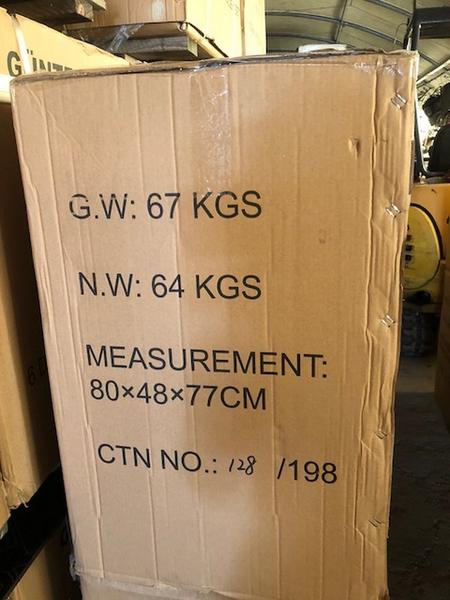 G.W: 67 KGS
N.W: 64 KGS
MEASUREMENT:
80×48×77CM
CTN NO.: 128 /198